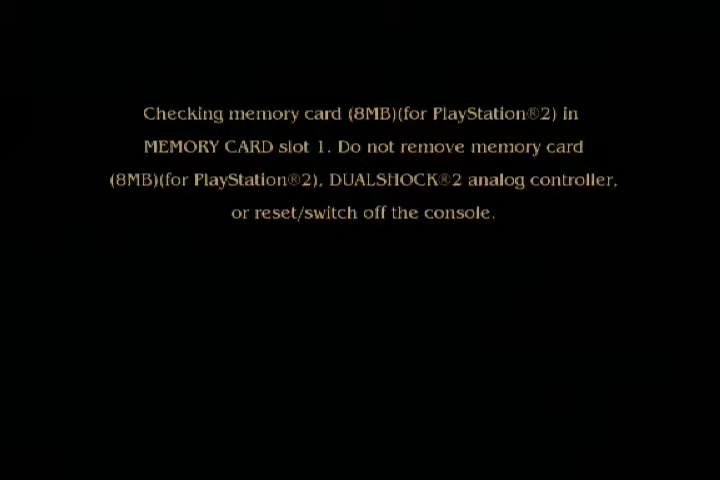 Checking memory card (8MB)(for PlayStation®2) in
MEMORY CARD slot 1. Do not remove memory card
(8MB)(for PlayStation®2), DUALSHOCK®2 analog controller,
or reset/switch off the console.